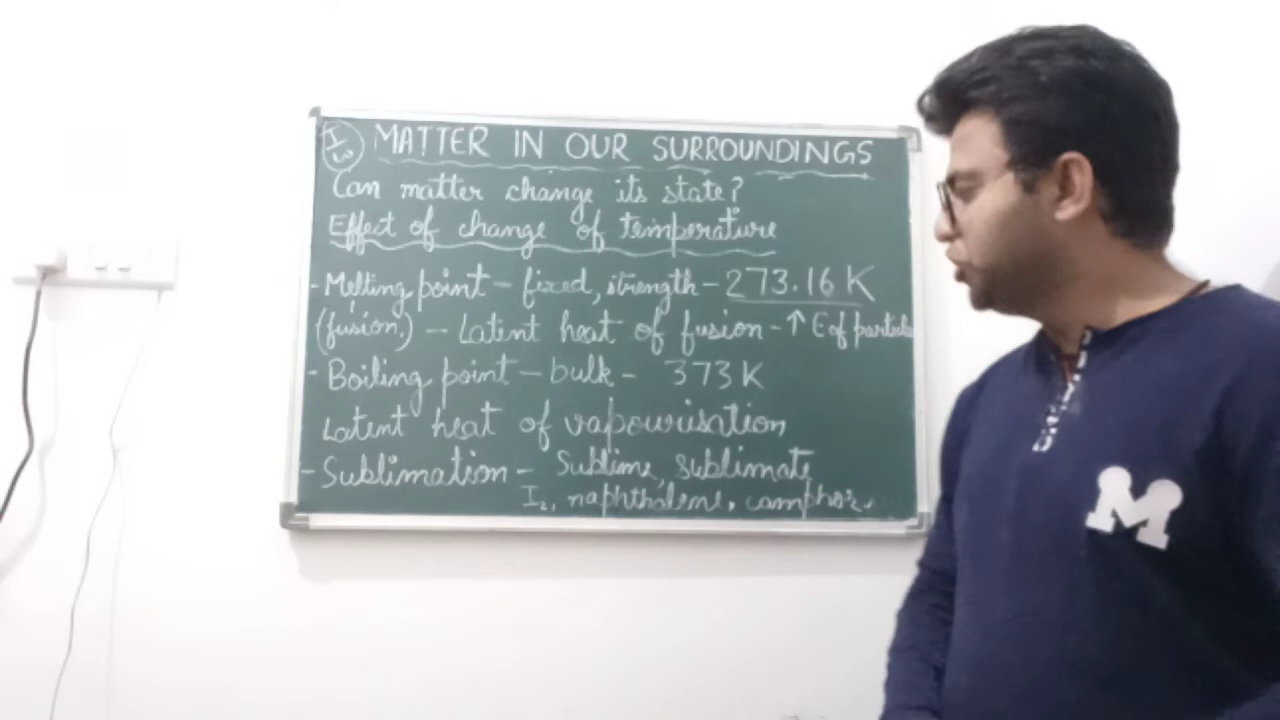 I
3
MATTER IN OUR SURROUNDINGS
Can matter change its state?
Effect of change of temperature
- Melting point - fixed, strength - 273.16 K
(fusion) - Latent heat of fusion - ↑ E of particles
- Boiling point - bulk - 373 K
Latent heat of vapourisation
- Sublimation - Sublime, sublimate
I₂, naphthalene, camphor
M